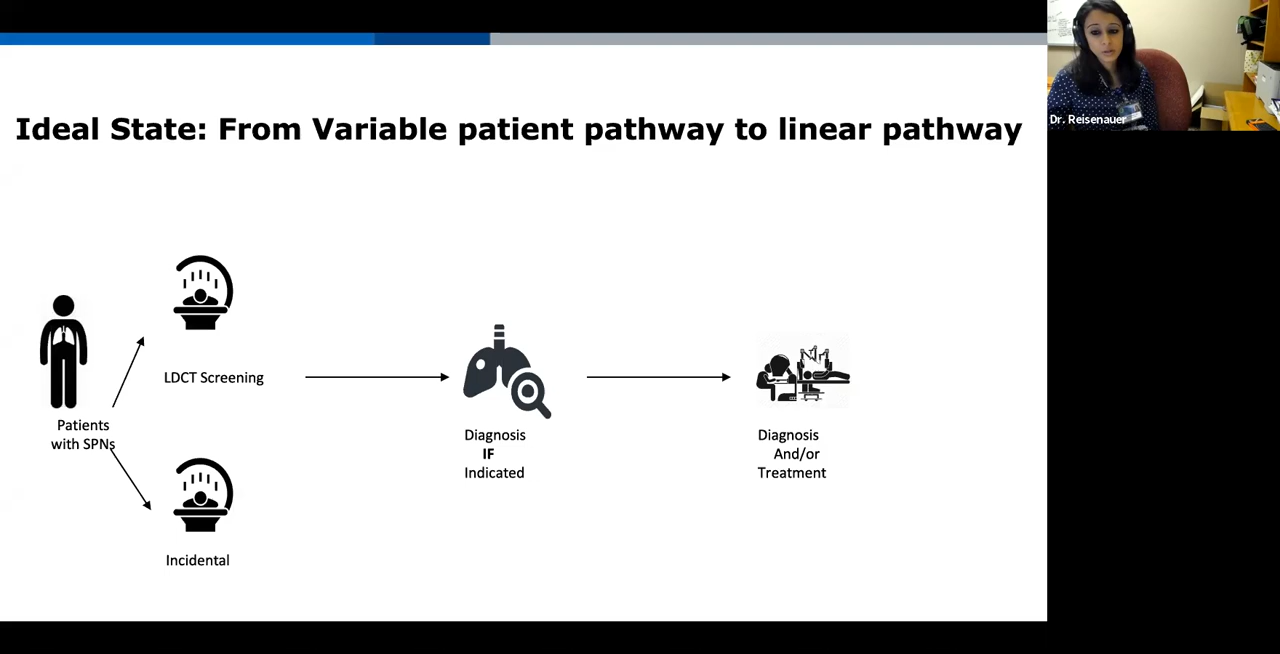 Ideal State: From Variable patient pathway to linear pathway
Dr. Reisenauer
LDCT Screening
Patients
with SPNs
Diagnosis
IF
Indicated
Diagnosis
And/or
Treatment
Incidental